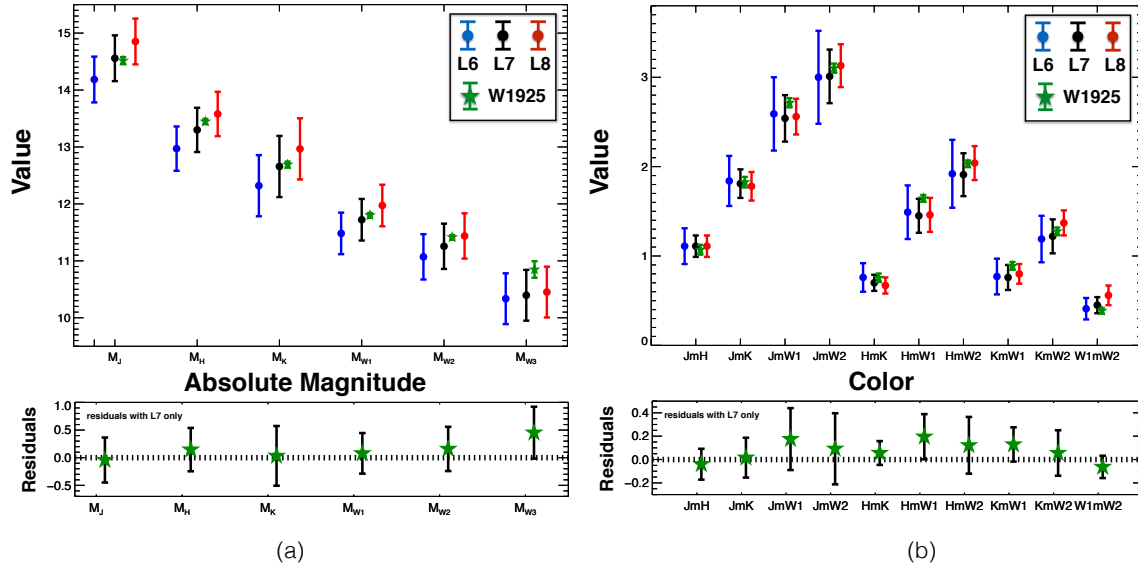 15
14
13
12
11
10
Value
L6 L7 L8
W1925
M_J M_H M_K M_W1 M_W2 M_W3
Absolute Magnitude
1.0
0.5
0.0
−0.5
Residuals
residuals with L7 only
M_J M_H M_K M_W1 M_W2 M_W3
(a)
3
2
1
0
Value
L6 L7 L8
W1925
JmH JmK JmW1 JmW2 HmK HmW1 HmW2 KmW1 KmW2 W1mW2
Color
0.4
0.2
0.0
−0.2
Residuals
residuals with L7 only
JmH JmK JmW1 JmW2 HmK HmW1 HmW2 KmW1 KmW2 W1mW2
(b)